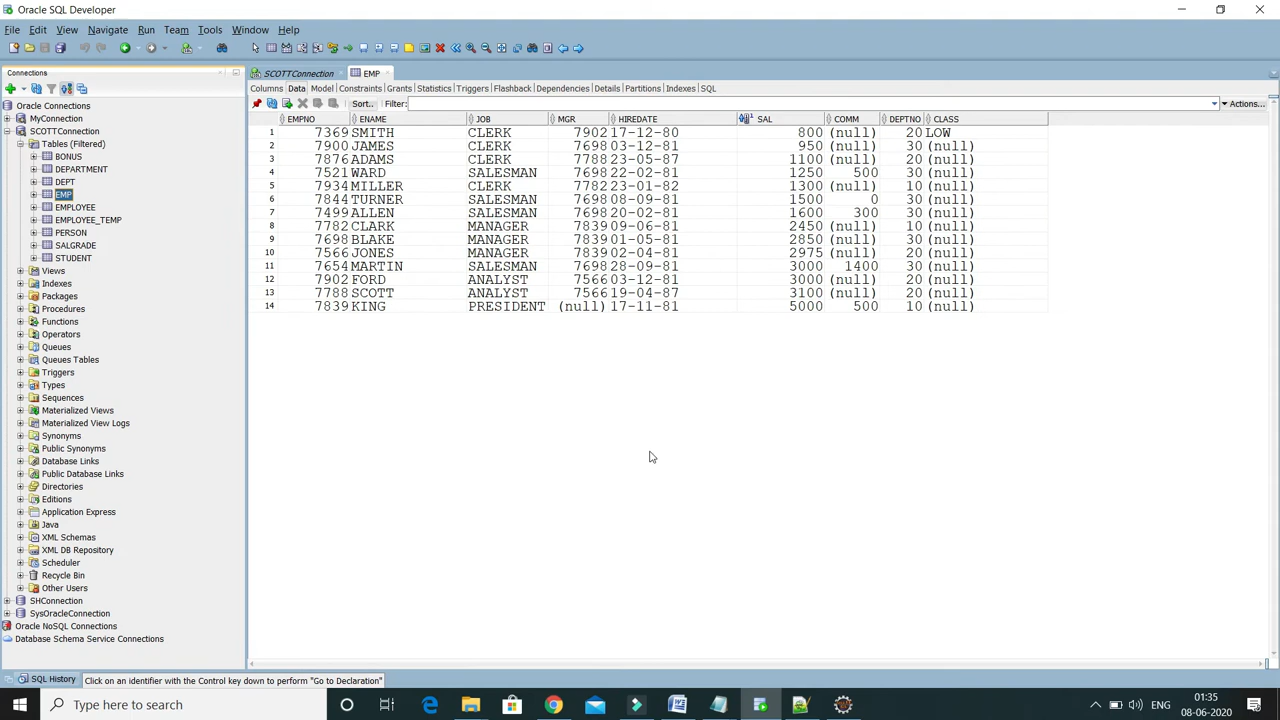 Oracle SQL Developer
File Edit View Navigate Run Team Tools Window Help
Connections
SCOTTConnection EMP
Columns Data Model Constraints Grants Statistics Triggers Flashback Dependencies Details Partitions Indexes SQL
Sort.. Filter: Actions...
Oracle Connections
MyConnection
SCOTTConnection
Tables (Filtered)
BONUS
DEPARTMENT
DEPT
EMP
EMPLOYEE
EMPLOYEE_TEMP
PERSON
SALGRADE
STUDENT
Views
Indexes
Packages
Procedures
Functions
Operators
Queues
Queues Tables
Triggers
Types
Sequences
Materialized Views
Materialized View Logs
Synonyms
Public Synonyms
Database Links
Public Database Links
Directories
Editions
Application Express
Java
XML Schemas
XML DB Repository
Scheduler
Recycle Bin
Other Users
SHConnection
SysOracleConnection
Oracle NoSQL Connections
Database Schema Service Connections
EMPNO ENAME JOB MGR HIREDATE SAL COMM DEPTNO CLASS
1 7369 SMITH CLERK 7902 17-12-80 800 (null) 20 LOW
2 7900 JAMES CLERK 7698 03-12-81 950 (null) 30 (null)
3 7876 ADAMS CLERK 7788 23-05-87 1100 (null) 20 (null)
4 7521 WARD SALESMAN 7698 22-02-81 1250 500 30 (null)
5 7934 MILLER CLERK 7782 23-01-82 1300 (null) 10 (null)
6 7844 TURNER SALESMAN 7698 08-09-81 1500 0 30 (null)
7 7499 ALLEN SALESMAN 7698 20-02-81 1600 300 30 (null)
8 7782 CLARK MANAGER 7839 09-06-81 2450 (null) 10 (null)
9 7698 BLAKE MANAGER 7839 01-05-81 2850 (null) 30 (null)
10 7566 JONES MANAGER 7839 02-04-81 2975 (null) 20 (null)
11 7654 MARTIN SALESMAN 7698 28-09-81 3000 1400 30 (null)
12 7902 FORD ANALYST 7566 03-12-81 3000 (null) 20 (null)
13 7788 SCOTT ANALYST 7566 19-04-87 3100 (null) 20 (null)
14 7839 KING PRESIDENT (null) 17-11-81 5000 500 10 (null)
SQL History Click on an identifier with the Control key down to perform "Go to Declaration"
Type here to search
ENG
01:35
08-06-2020